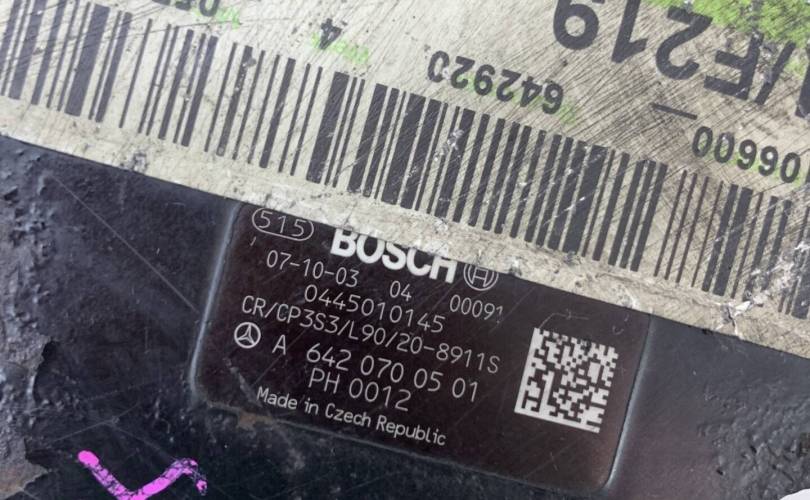 515 BOSCH
07-10-03 04 00091
0445010145
CR/CP3S3/L90/20-8911S
A 642 070 05 01
PH 0012
Made in Czech Republic
/F219
642920
4
06600